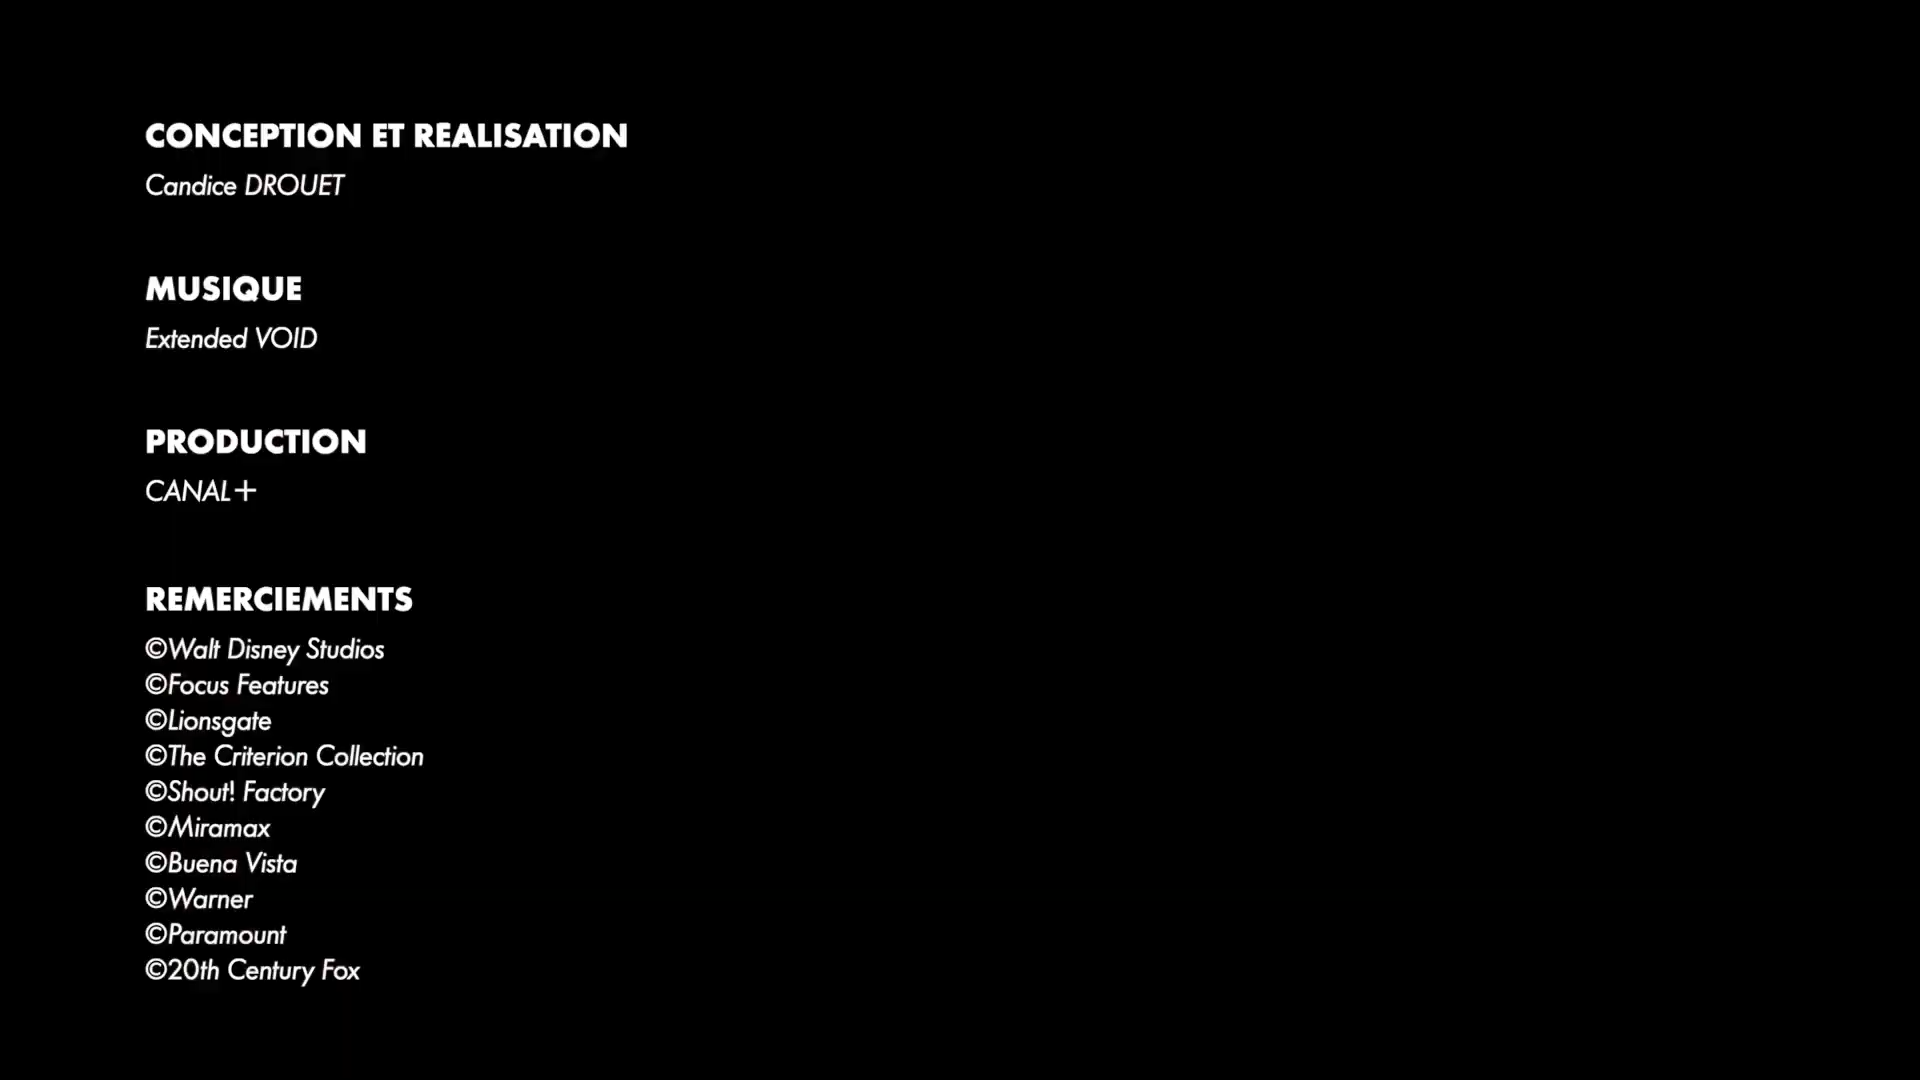 CONCEPTION ET RÉALISATION
Candice DROUET
MUSIQUE
Extended VOID
PRODUCTION
CANAL+
REMERCIEMENTS
©Walt Disney Studios
©Focus Features
©Lionsgate
©The Criterion Collection
©Shout! Factory
©Miramax
©Buena Vista
©Warner
©Paramount
©20th Century Fox